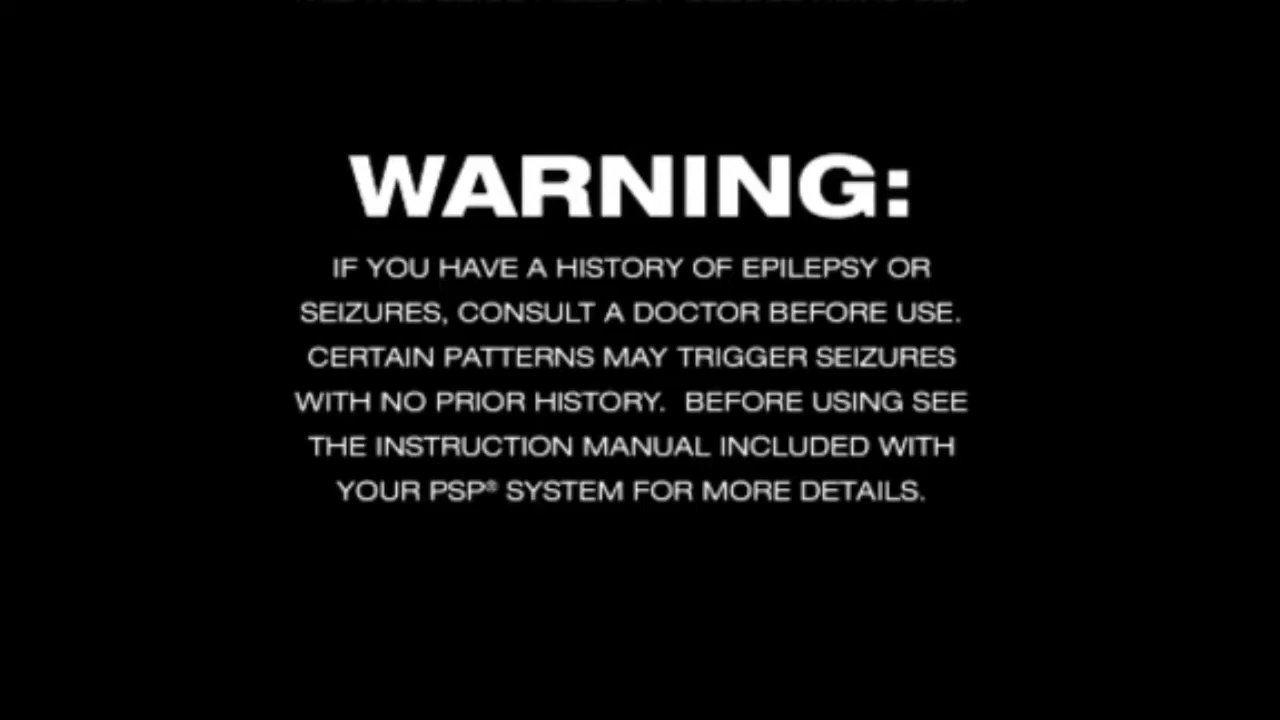 WARNING:
IF YOU HAVE A HISTORY OF EPILEPSY OR
SEIZURES, CONSULT A DOCTOR BEFORE USE.
CERTAIN PATTERNS MAY TRIGGER SEIZURES
WITH NO PRIOR HISTORY.  BEFORE USING SEE
THE INSTRUCTION MANUAL INCLUDED WITH
YOUR PSP® SYSTEM FOR MORE DETAILS.